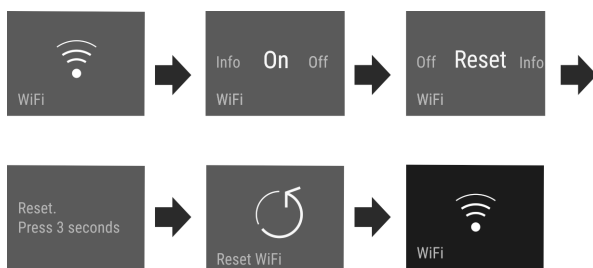 WiFi
Info On Off
WiFi
Off Reset Info
WiFi
Reset.
Press 3 seconds
Reset WiFi
WiFi